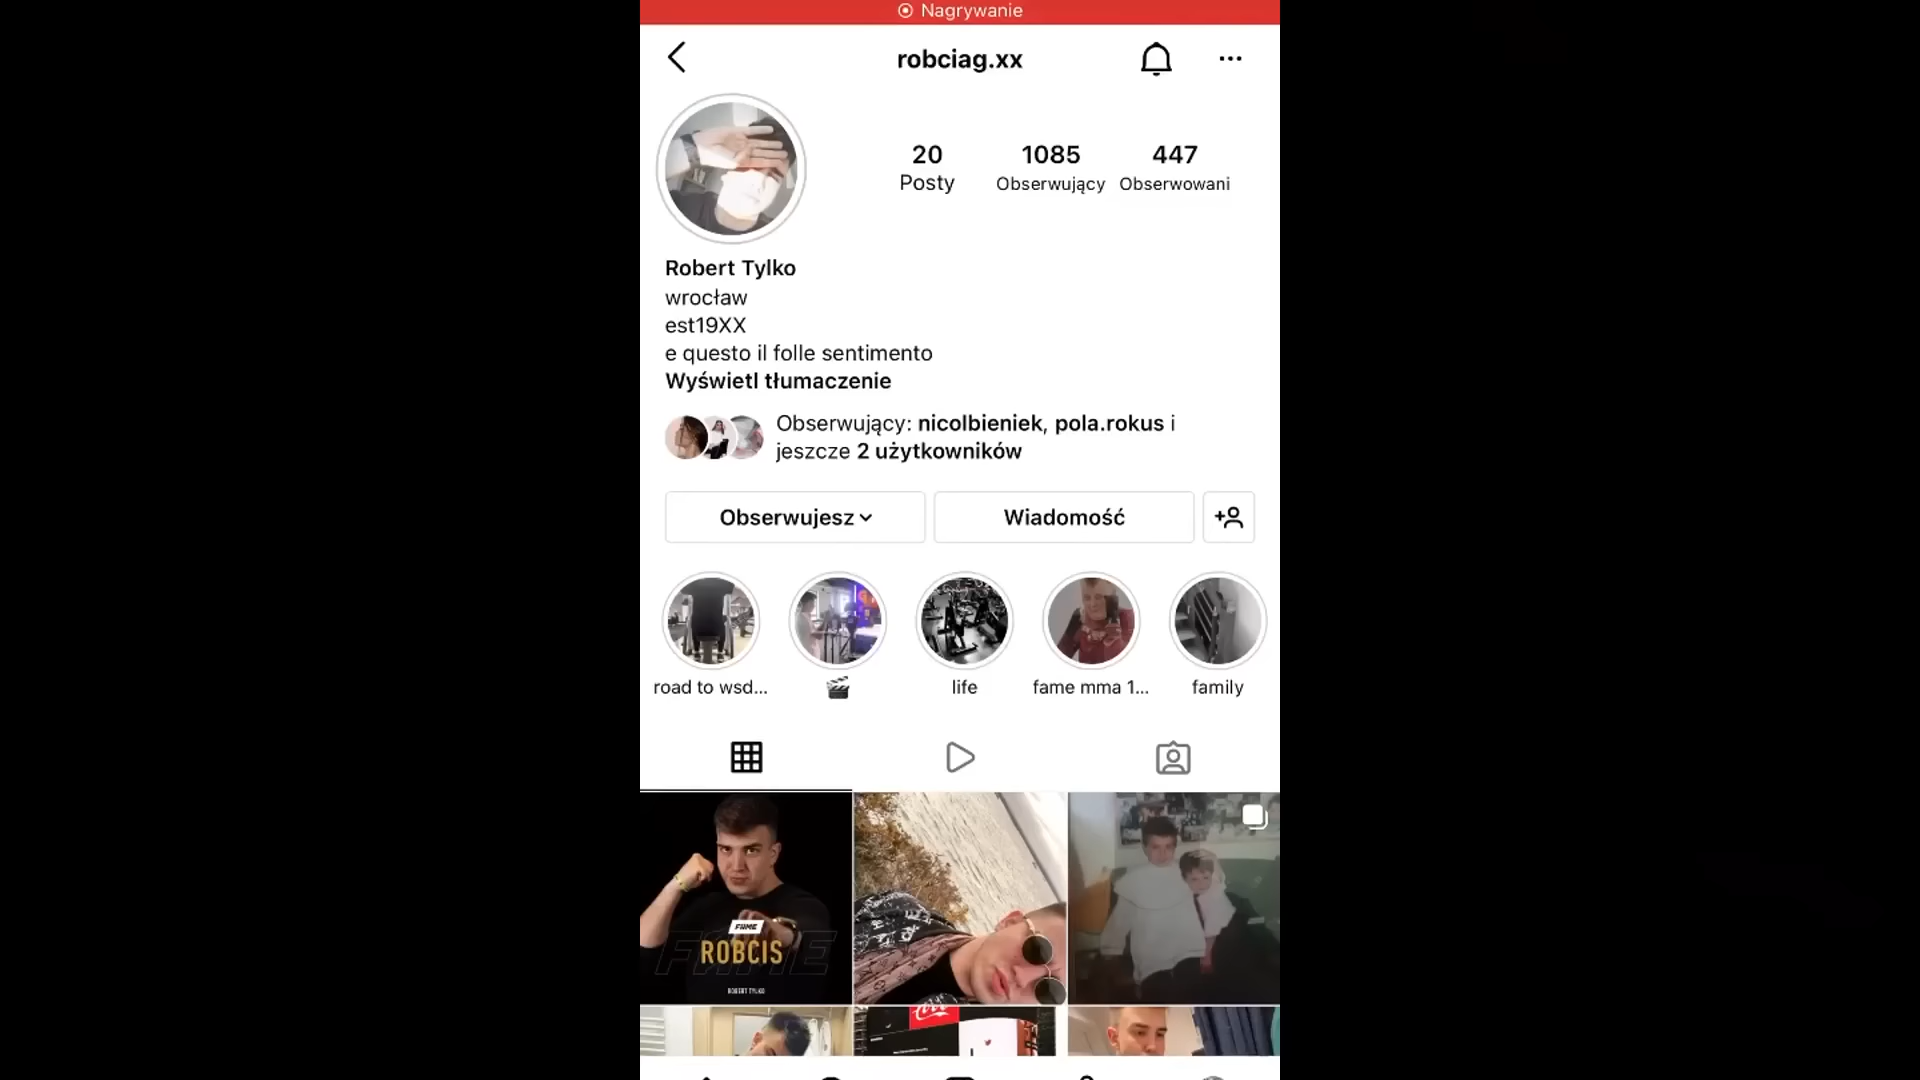 Nagrywanie
robciag.xx
20
Posty
1085
Obserwujący
447
Obserwowani
Robert Tylko
wrocław
est19XX
e questo il folle sentimento
Wyświetl tłumaczenie
Obserwujący: nicolbieniek, pola.rokus i
jeszcze 2 użytkowników
Obserwujesz
Wiadomość
road to wsd...
life
fame mma 1...
family
FAME
ROBCIS
ROBERT TYLKO